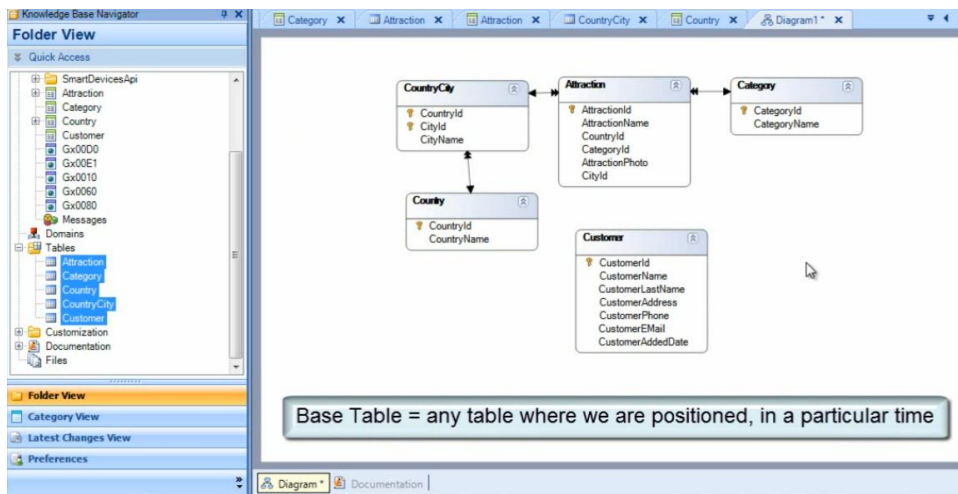 Knowledge Base Navigator
Folder View
Quick Access
SmartDevicesApi
Attraction
Category
Country
Customer
Gx00D0
Gx00E1
Gx0010
Gx0060
Gx0080
Messages
Domains
Tables
Attraction
Category
Country
CountryCity
Customer
Customization
Documentation
Files
Folder View
Category View
Latest Changes View
Preferences
Category Attraction Attraction CountryCity Country Diagram1 *
CountryCity
CountryId
CityId
CityName
Attraction
AttractionId
AttractionName
CountryId
CategoryId
AttractionPhoto
CityId
Category
CategoryId
CategoryName
Country
CountryId
CountryName
Customer
CustomerId
CustomerName
CustomerLastName
CustomerAddress
CustomerPhone
CustomerEMail
CustomerAddedDate
Base Table = any table where we are positioned, in a particular time
Diagram * Documentation